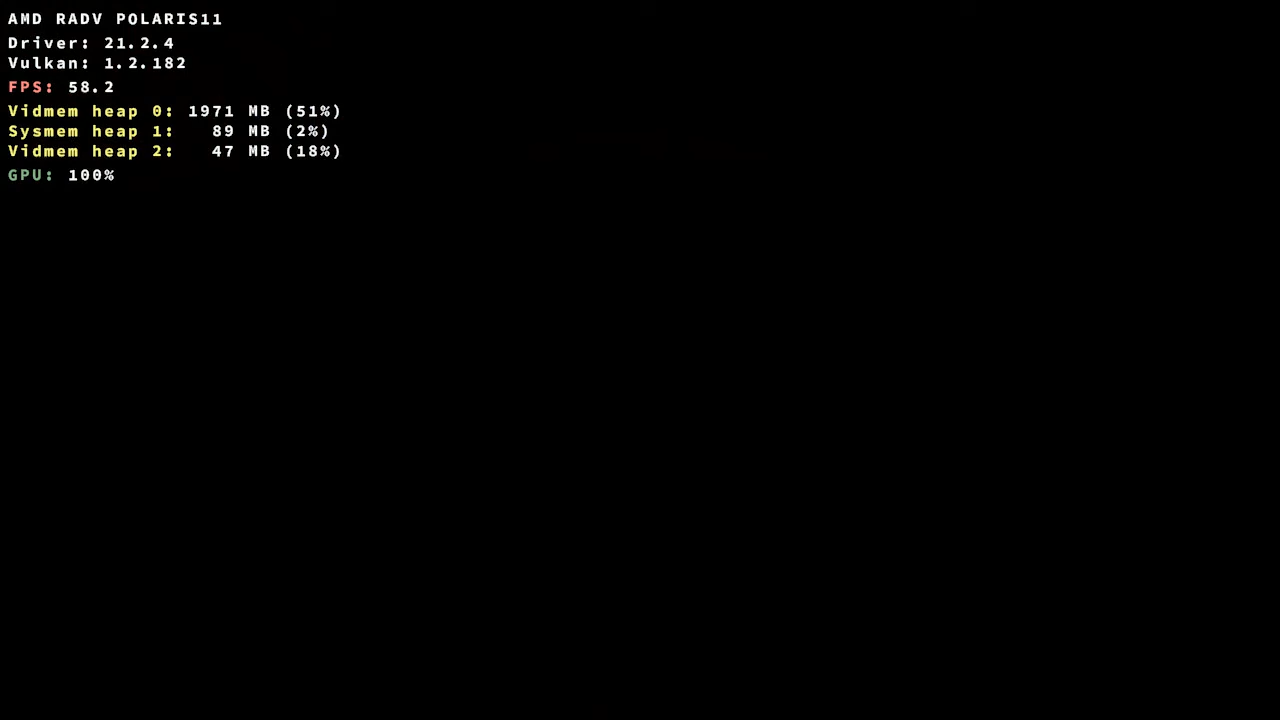 AMD RADV POLARIS11
Driver: 21.2.4
Vulkan: 1.2.182
FPS: 58.2
Vidmem heap 0: 1971 MB (51%)
Sysmem heap 1: 89 MB (2%)
Vidmem heap 2: 47 MB (18%)
GPU: 100%